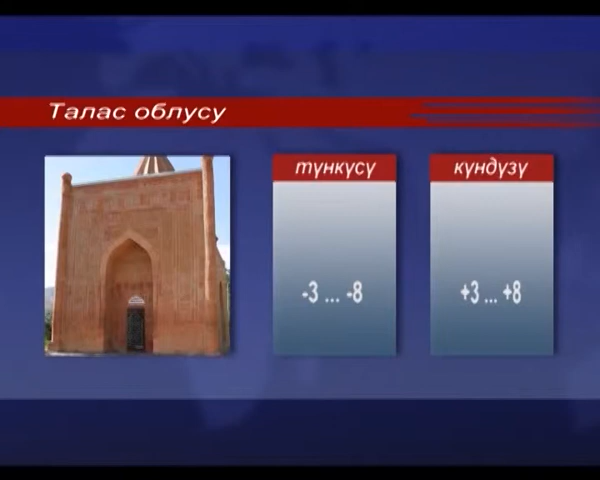 Талас облусу
түнкүсү
күндүзү
-3 ... -8
+3 ... +8